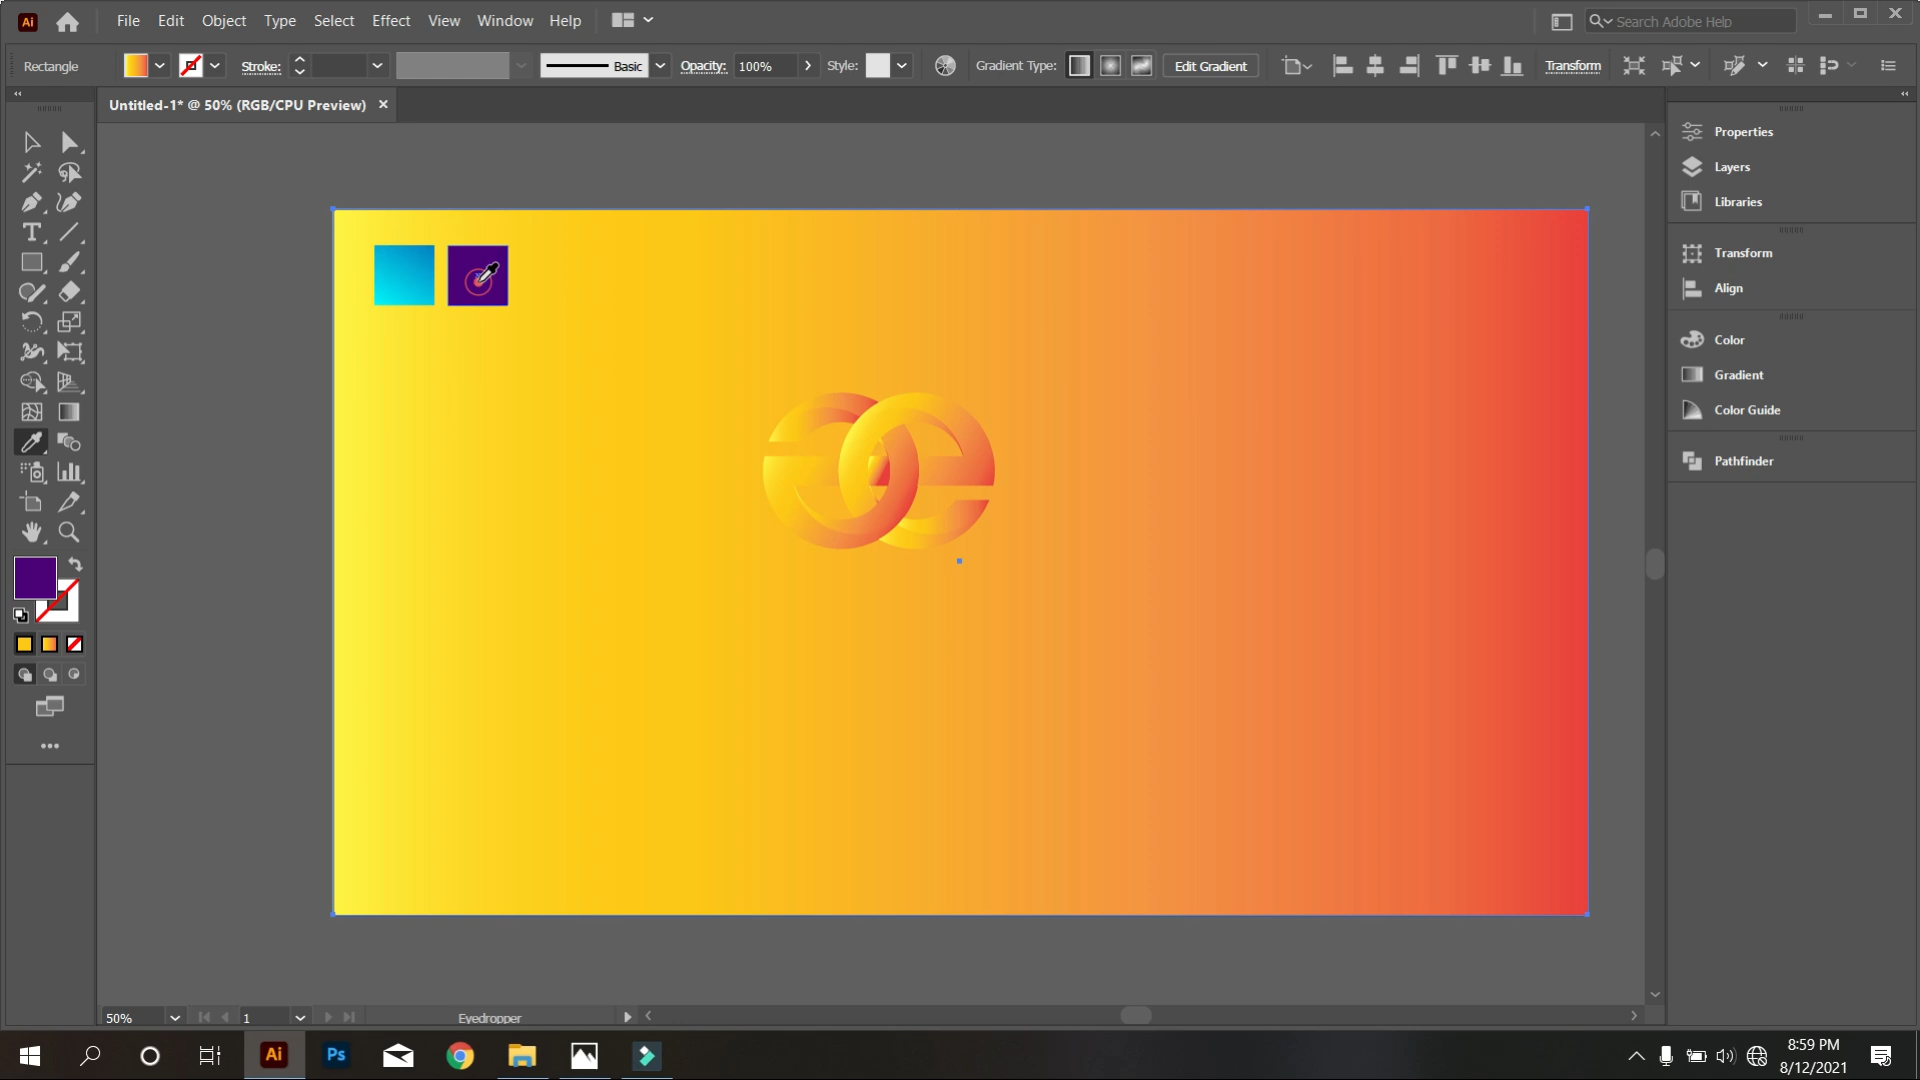 Ai File Edit Object Type Select Effect View Window Help Search Adobe Help
Rectangle Stroke: Basic Opacity: 100% Style: Gradient Type: Edit Gradient Transform
Untitled-1* @ 50% (RGB/CPU Preview)
Properties
Layers
Libraries
Transform
Align
Color
Gradient
Color Guide
Pathfinder
50% 1 Eyedropper
Ai Ps
8:59 PM
8/12/2021